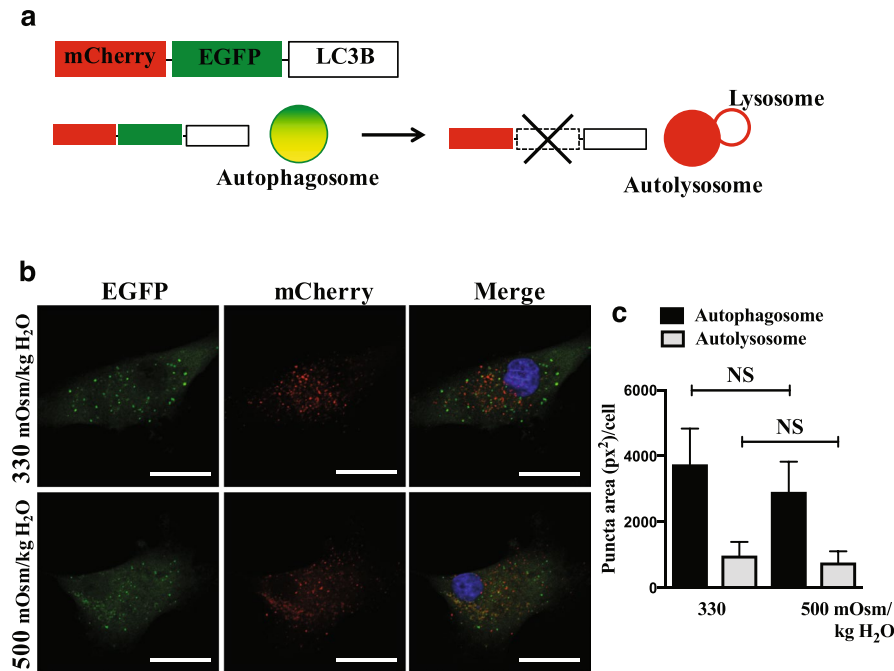 a
mCherry EGFP LC3B
Lysosome
Autophagosome
Autolysosome
b
EGFP mCherry Merge
330 mOsm/kg H₂O
500 mOsm/kg H₂O
c
Autophagosome
Autolysosome
Puncta area (px²)/cell
6000
4000
2000
0
NS
NS
330 500 mOsm/
kg H₂O